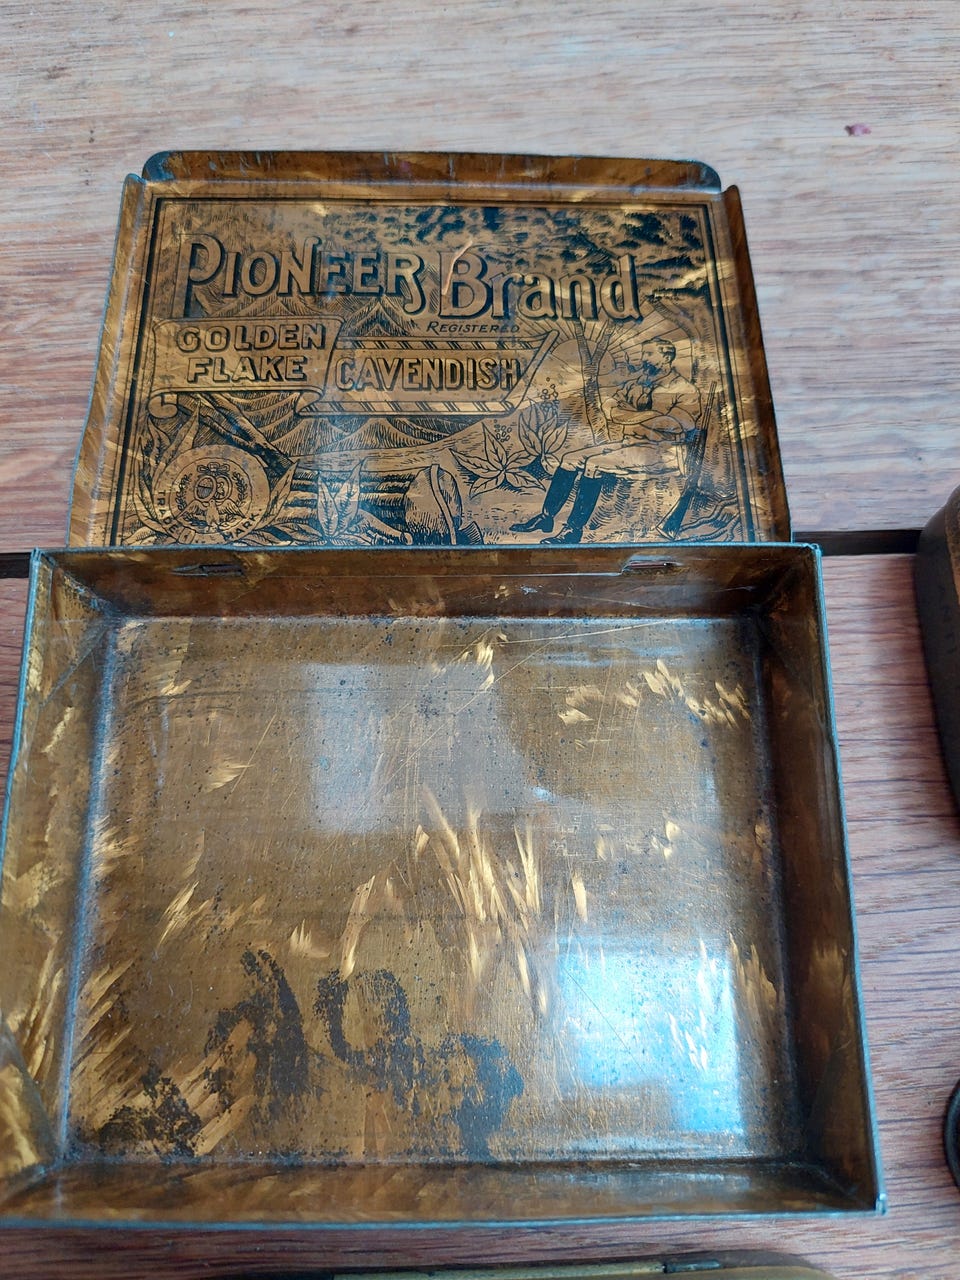 PIONEER Brand
REGISTERED
GOLDEN
FLAKE
CAVENDISH
TRADE MARK